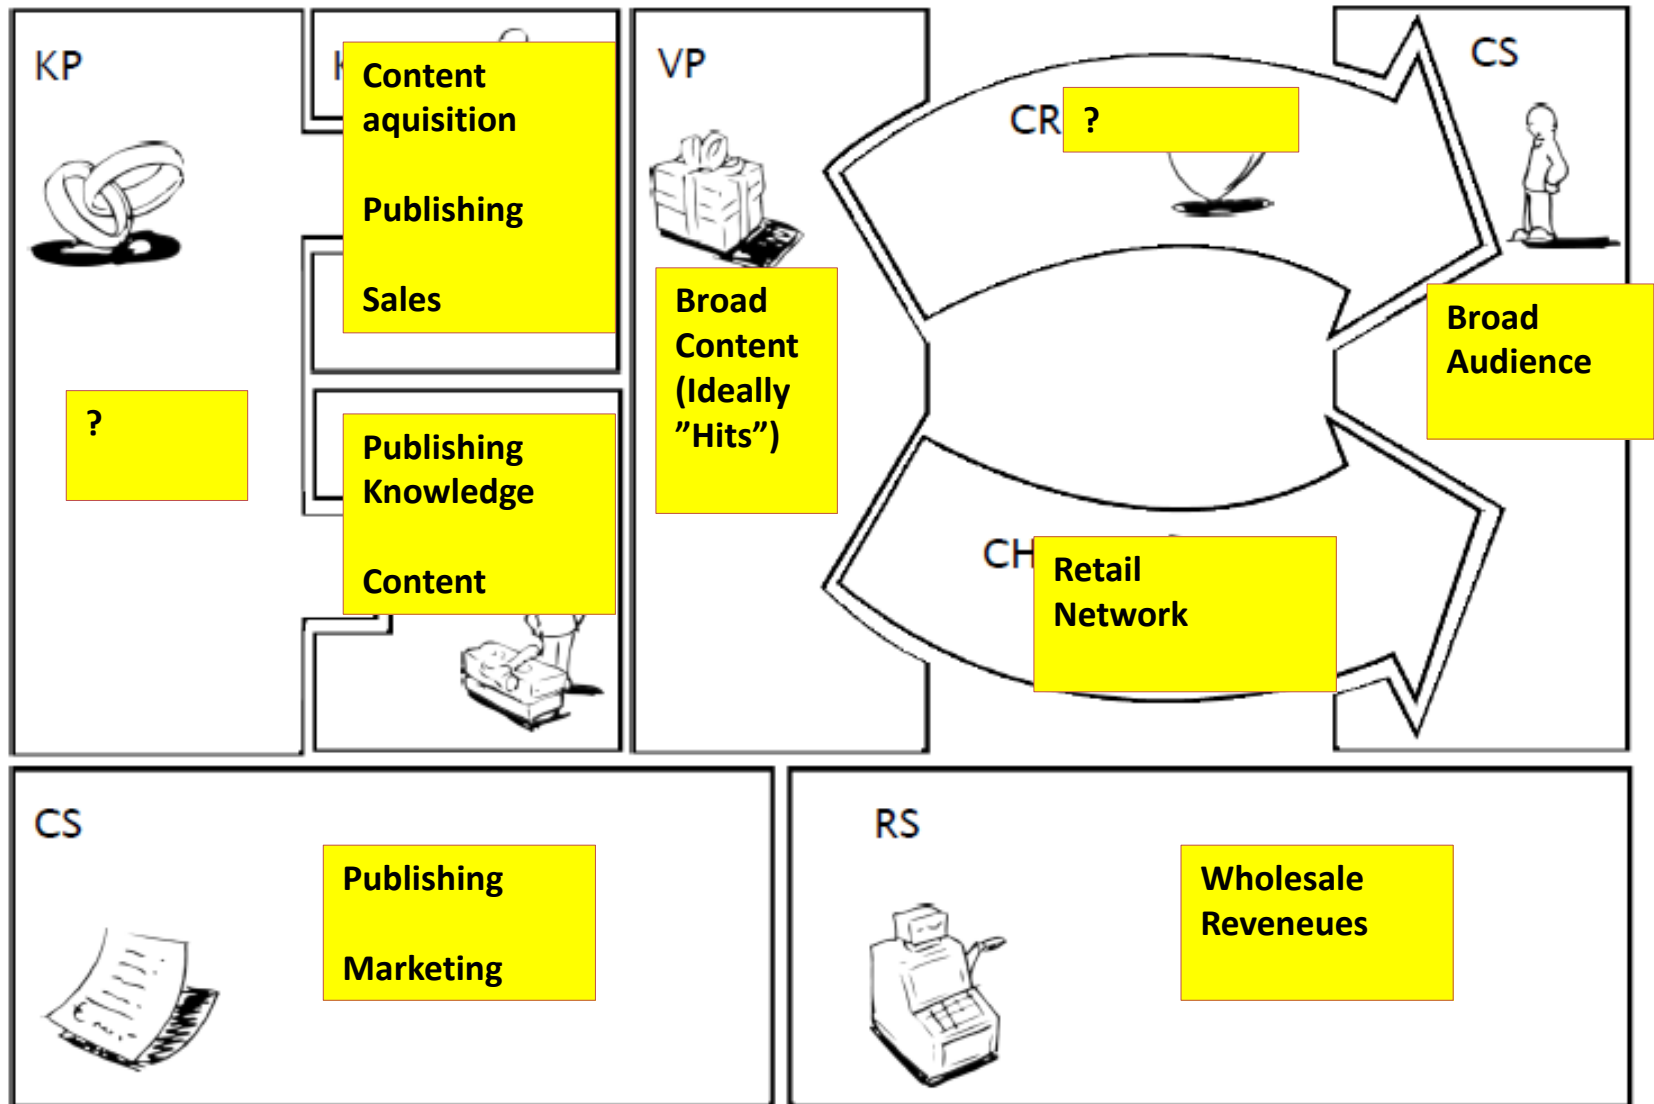 KP
?
K
Content
aquisition
Publishing
Sales
Publishing
Knowledge
Content
VP
Broad
Content
(Ideally
”Hits”)
CR
?
CH
Retail
Network
CS
Broad
Audience
CS
Publishing
Marketing
RS
Wholesale
Reveneues